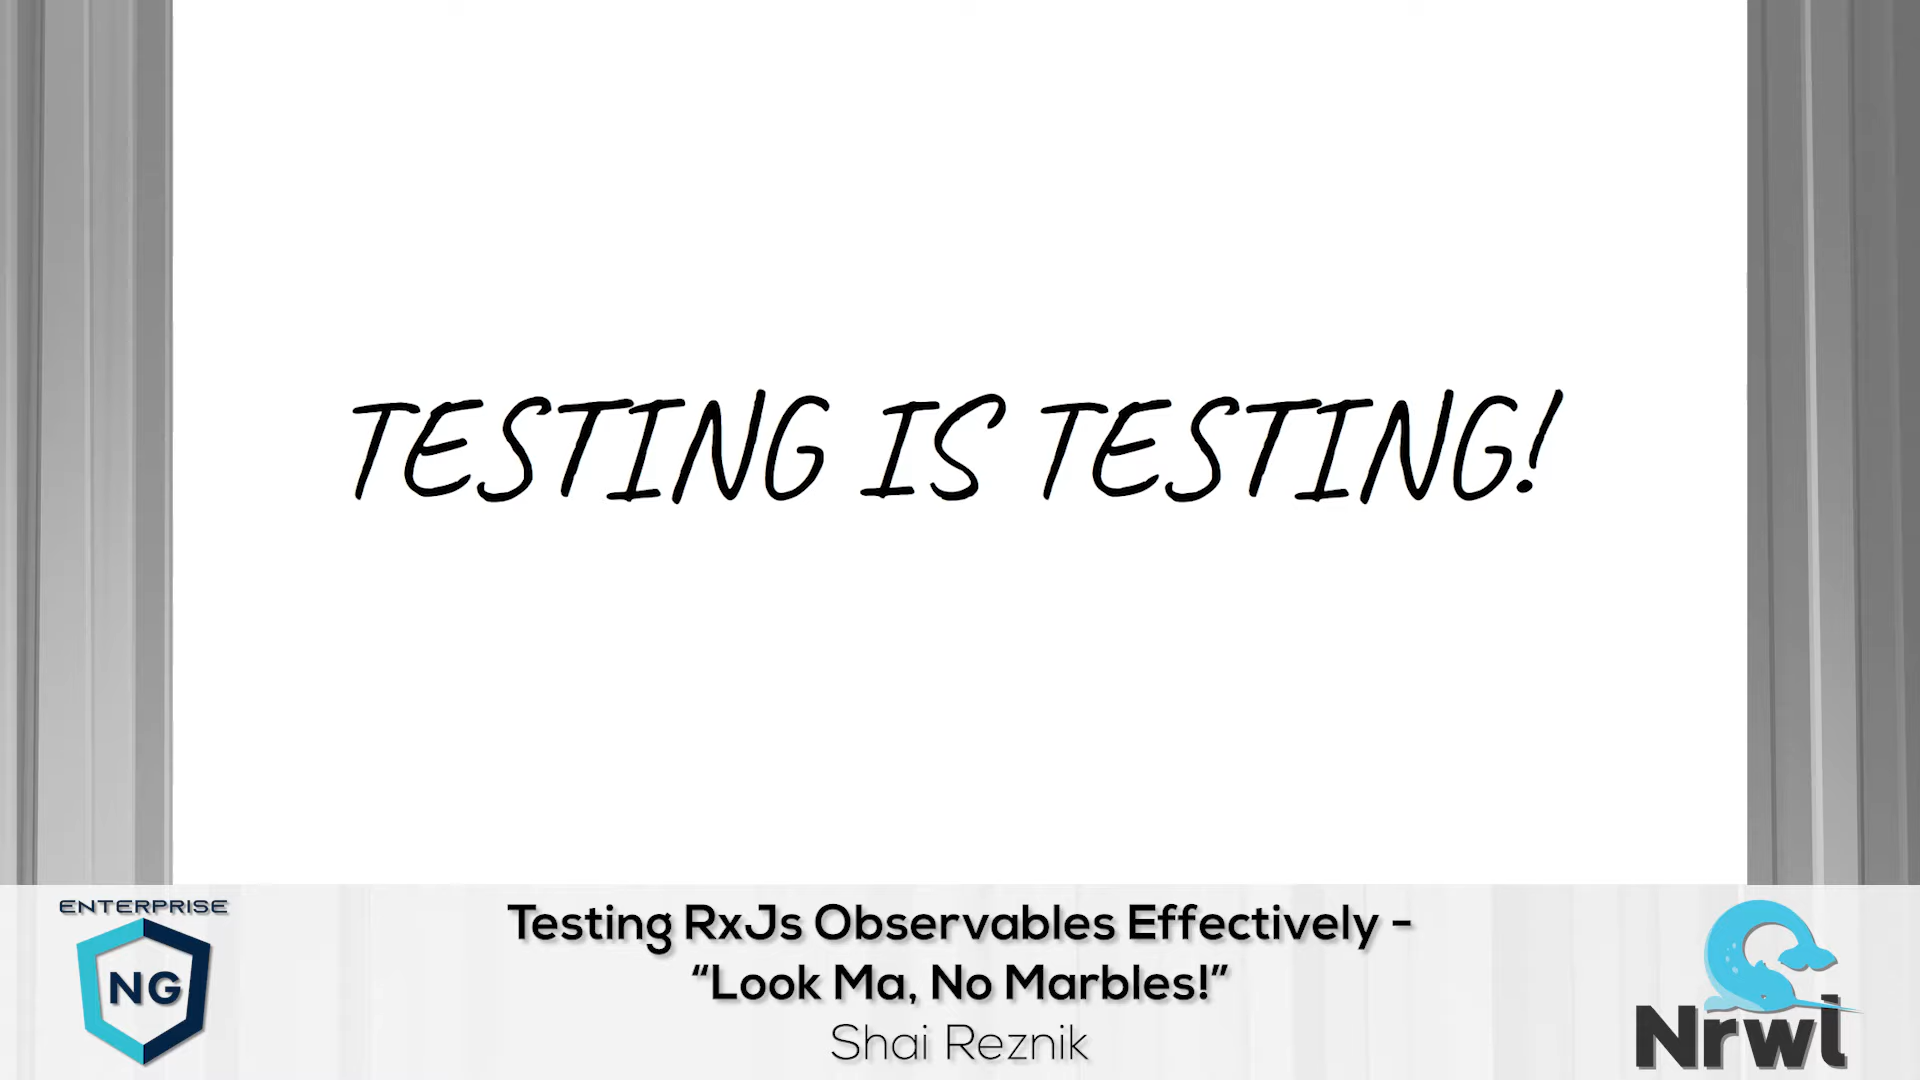 TESTING IS TESTING!
ENTERPRISE
NG
Testing RxJs Observables Effectively -
“Look Ma, No Marbles!”
Shai Reznik
Nrwl